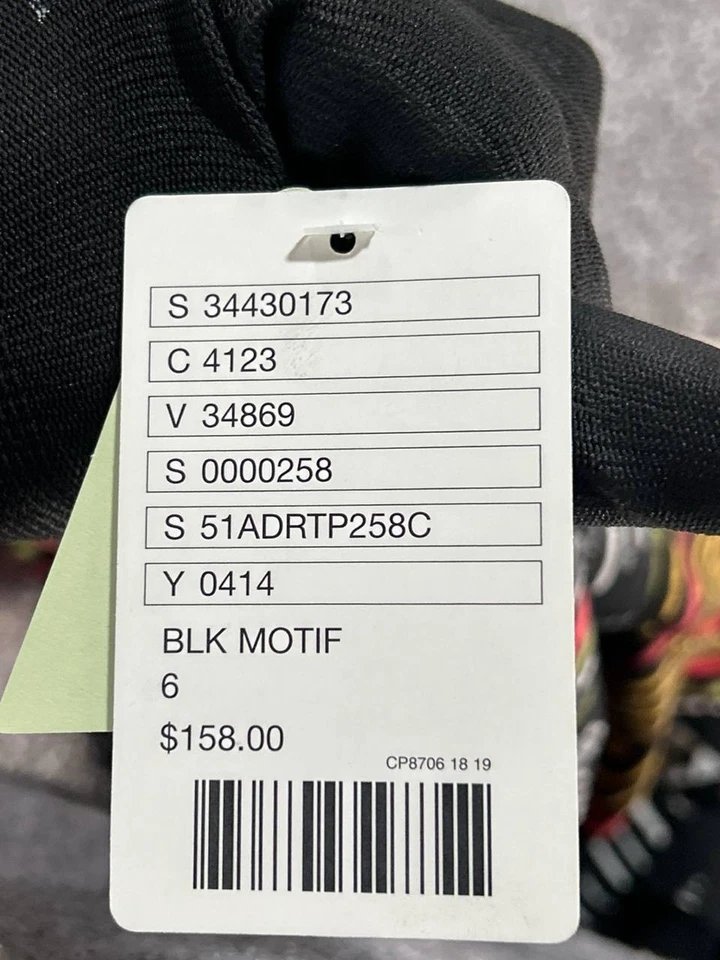 S 34430173
C 4123
V 34869
S 0000258
S 51ADRTP258C
Y 0414
BLK MOTIF
6
$158.00
CP8706 18 19